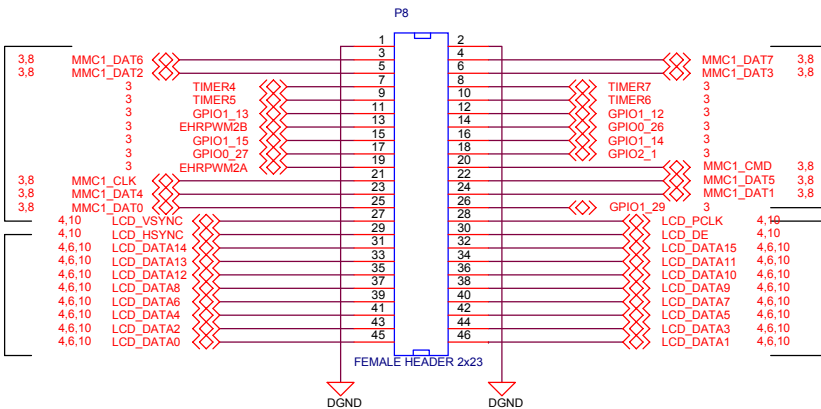 P8
1 2
3,8 MMC1_DAT6 3 4 MMC1_DAT7 3,8
3,8 MMC1_DAT2 5 6 MMC1_DAT3 3,8
3 TIMER4 7 8 TIMER7 3
3 TIMER5 9 10 TIMER6 3
3 GPIO1_13 11 12 GPIO1_12 3
3 EHRPWM2B 13 14 GPIO0_26 3
3 GPIO1_15 15 16 GPIO1_14 3
3 GPIO0_27 17 18 GPIO2_1 3
3 EHRPWM2A 19 20 MMC1_CMD 3,8
3,8 MMC1_CLK 21 22 MMC1_DAT5 3,8
3,8 MMC1_DAT4 23 24 MMC1_DAT1 3,8
3,8 MMC1_DAT0 25 26 GPIO1_29 3
4,10 LCD_VSYNC 27 28 LCD_PCLK 4,10
4,10 LCD_HSYNC 29 30 LCD_DE 4,10
4,6,10 LCD_DATA14 31 32 LCD_DATA15 4,6,10
4,6,10 LCD_DATA13 33 34 LCD_DATA11 4,6,10
4,6,10 LCD_DATA12 35 36 LCD_DATA10 4,6,10
4,6,10 LCD_DATA8 37 38 LCD_DATA9 4,6,10
4,6,10 LCD_DATA6 39 40 LCD_DATA7 4,6,10
4,6,10 LCD_DATA4 41 42 LCD_DATA5 4,6,10
4,6,10 LCD_DATA2 43 44 LCD_DATA3 4,6,10
4,6,10 LCD_DATA0 45 46 LCD_DATA1 4,6,10
FEMALE HEADER 2x23
DGND DGND